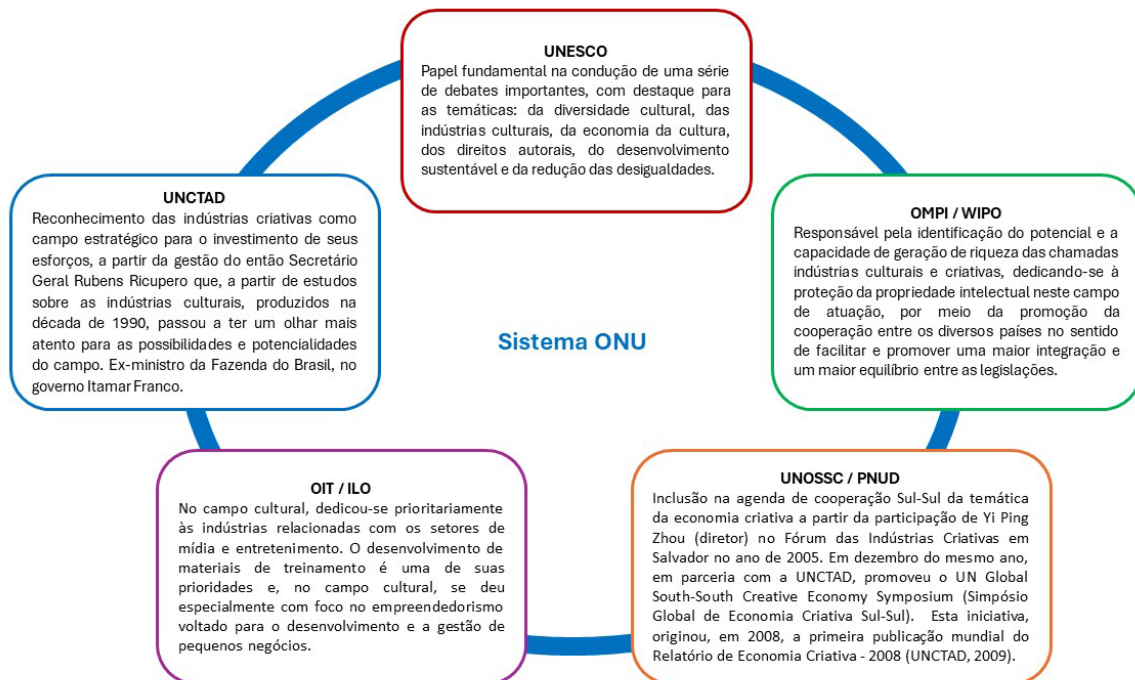 UNESCO
Papel fundamental na condução de uma série
de debates importantes, com destaque para
as temáticas: da diversidade cultural, das
indústrias culturais, da economia da cultura,
dos direitos autorais, do desenvolvimento
sustentável e da redução das desigualdades.
UNCTAD
Reconhecimento das indústrias criativas como
campo estratégico para o investimento de seus
esforços, a partir da gestão do então Secretário
Geral Rubens Ricupero que, a partir de estudos
sobre as indústrias culturais, produzidos na
década de 1990, passou a ter um olhar mais
atento para as possibilidades e potencialidades
do campo. Ex-ministro da Fazenda do Brasil, no
governo Itamar Franco.
OMPI / WIPO
Responsável pela identificação do potencial e a
capacidade de geração de riqueza das chamadas
indústrias culturais e criativas, dedicando-se à
proteção da propriedade intelectual neste campo
de atuação, por meio da promoção da
cooperação entre os diversos países no sentido
de facilitar e promover uma maior integração e
um maior equilíbrio entre as legislações.
Sistema ONU
OIT / ILO
No campo cultural, dedicou-se prioritariamente
às indústrias relacionadas com os setores de
mídia e entretenimento. O desenvolvimento de
materiais de treinamento é uma de suas
prioridades e, no campo cultural, se deu
especialmente com foco no empreendedorismo
voltado para o desenvolvimento e a gestão de
pequenos negócios.
UNOSSC / PNUD
Inclusão na agenda de cooperação Sul-Sul da temática
da economia criativa a partir da participação de Yi Ping
Zhou (diretor) no Fórum das Indústrias Criativas em
Salvador no ano de 2005. Em dezembro do mesmo ano,
em parceria com a UNCTAD, promoveu o UN Global
South-South Creative Economy Symposium (Simpósio
Global de Economia Criativa Sul-Sul). Esta iniciativa,
originou, em 2008, a primeira publicação mundial do
Relatório de Economia Criativa - 2008 (UNCTAD, 2009).